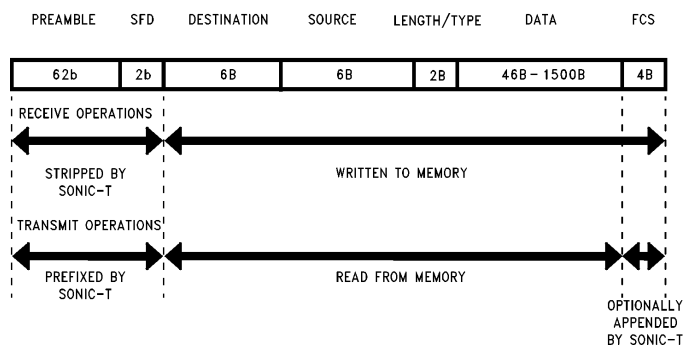 PREAMBLE SFD DESTINATION SOURCE LENGTH/TYPE DATA FCS
62b 2b 6B 6B 2B 46B – 1500B 4B
RECEIVE OPERATIONS
STRIPPED BY
SONIC–T
WRITTEN TO MEMORY
TRANSMIT OPERATIONS
PREFIXED BY
SONIC–T
READ FROM MEMORY
OPTIONALLY
APPENDED
BY SONIC–T